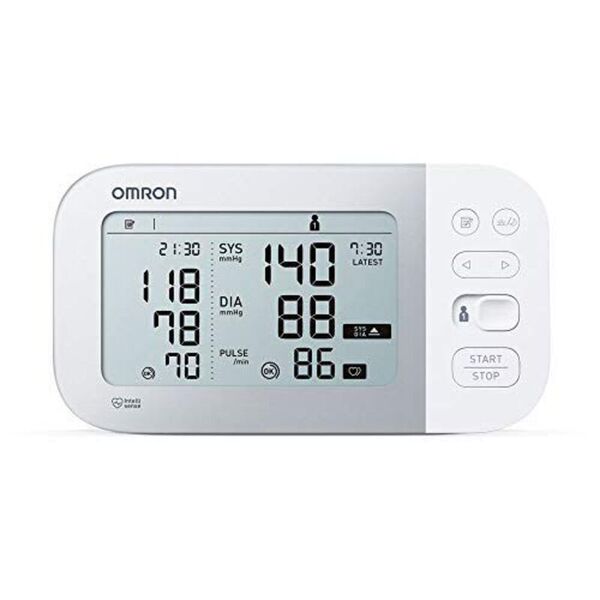 OMRON
21:30 SYS mmHg 140 7:30 LATEST
118
DIA mmHg 88
78
SYS DIA
70 PULSE /min OK 86
OK
Intelli sense
START
STOP